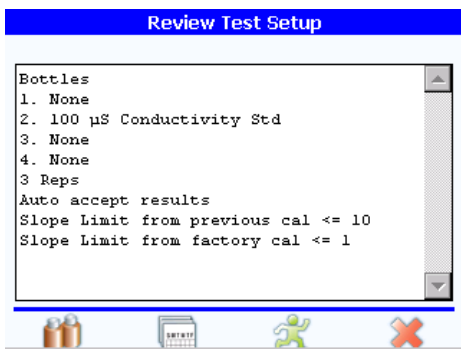 Review Test Setup
Bottles
1. None
2. 100 µS Conductivity Std
3. None
4. None
3 Reps
Auto accept results
Slope Limit from previous cal <= 10
Slope Limit from factory cal <= 1
SMTWTF